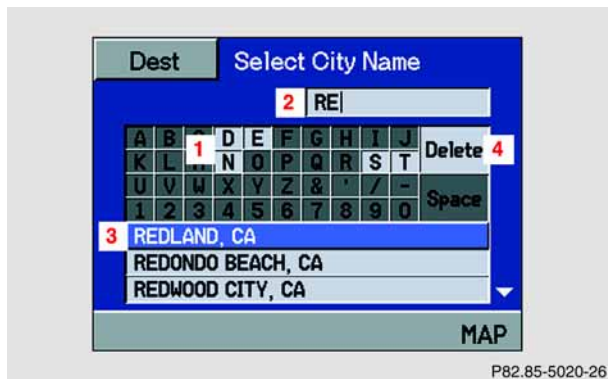 Dest Select City Name
2 RE
A B D E F G H I J
1 Delete 4
K L N O P Q R S T
U V W X Y Z & ' / -
Space
1 2 3 4 5 6 7 8 9 0
3 REDLAND, CA
REDONDO BEACH, CA
REDWOOD CITY, CA
MAP
P82.85-5020-26